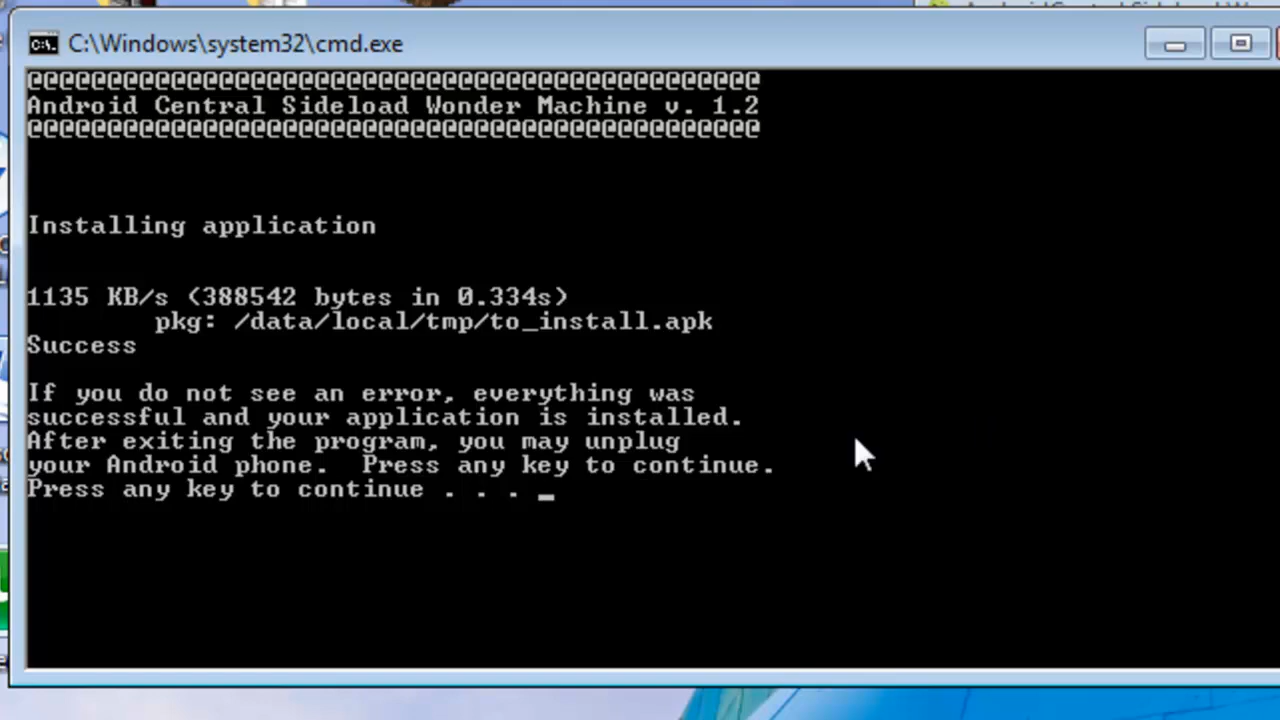 C:\Windows\system32\cmd.exe
@@@@@@@@@@@@@@@@@@@@@@@@@@@@@@@@@@@@@@@@@@@@@@
Android Central Sideload Wonder Machine v. 1.2
@@@@@@@@@@@@@@@@@@@@@@@@@@@@@@@@@@@@@@@@@@@@@@
Installing application
1135 KB/s (388542 bytes in 0.334s)
pkg: /data/local/tmp/to_install.apk
Success
If you do not see an error, everything was
successful and your application is installed.
After exiting the program, you may unplug
your Android phone.  Press any key to continue.
Press any key to continue . . . _